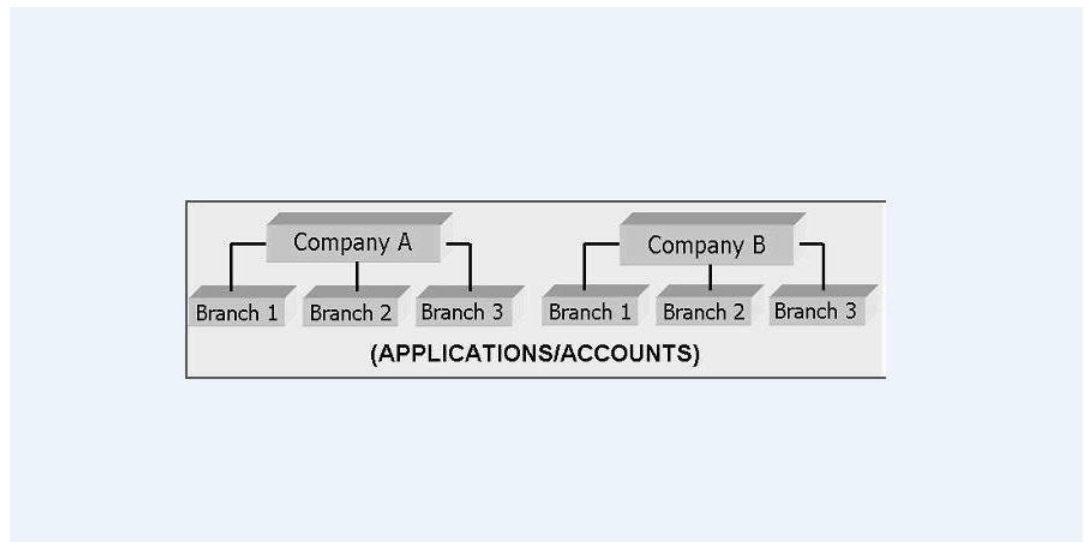 Company A
Company B
Branch 1
Branch 2
Branch 3
Branch 1
Branch 2
Branch 3
(APPLICATIONS/ACCOUNTS)